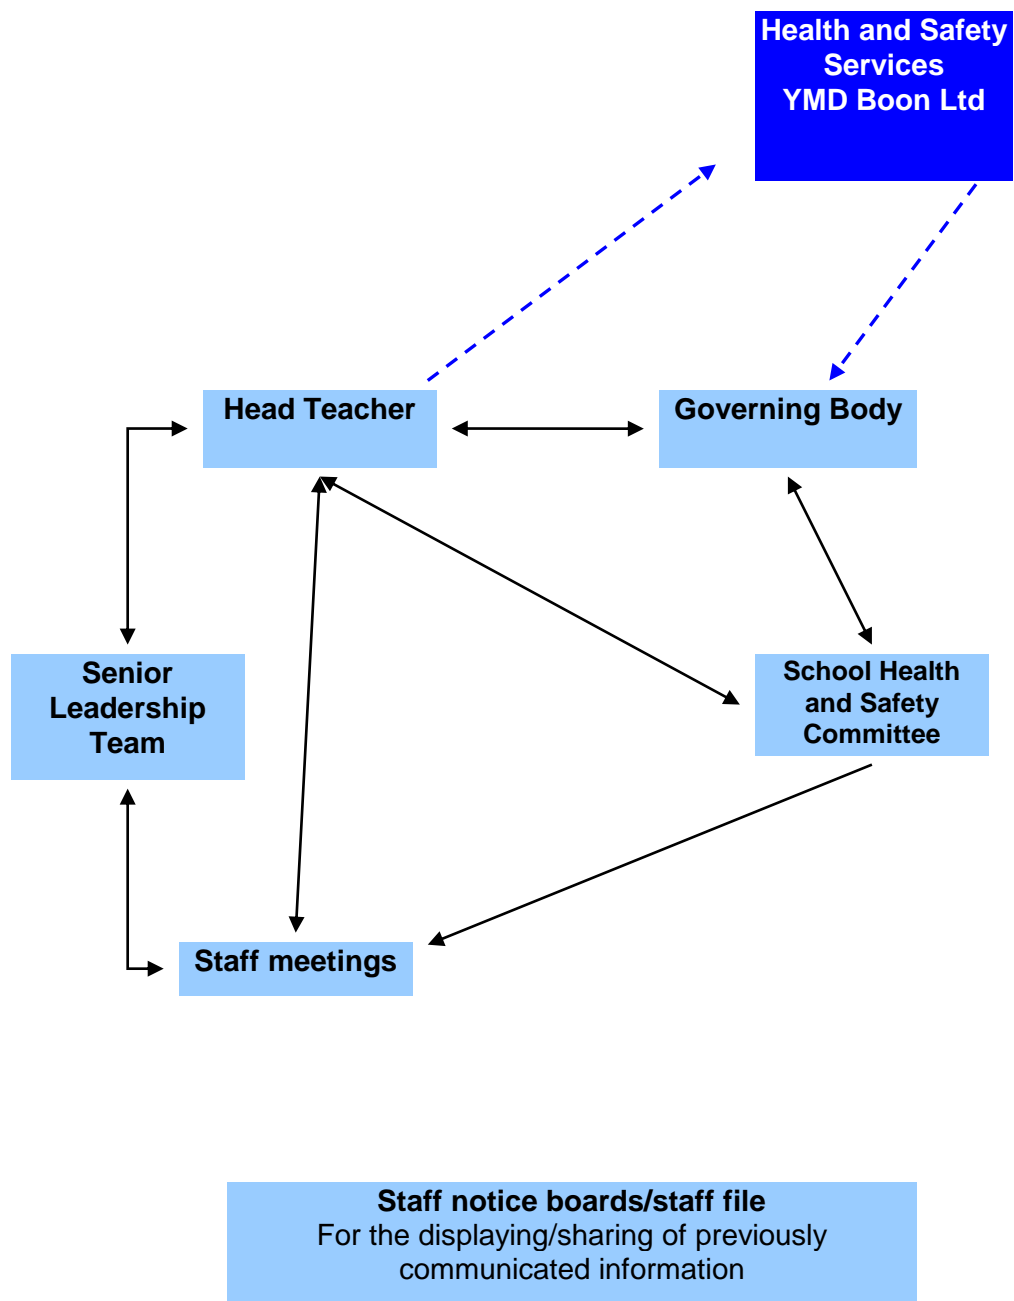 Health and Safety
Services
YMD Boon Ltd
Head Teacher
Governing Body
Senior
Leadership
Team
School Health
and Safety
Committee
Staff meetings
Staff notice boards/staff file
For the displaying/sharing of previously
communicated information